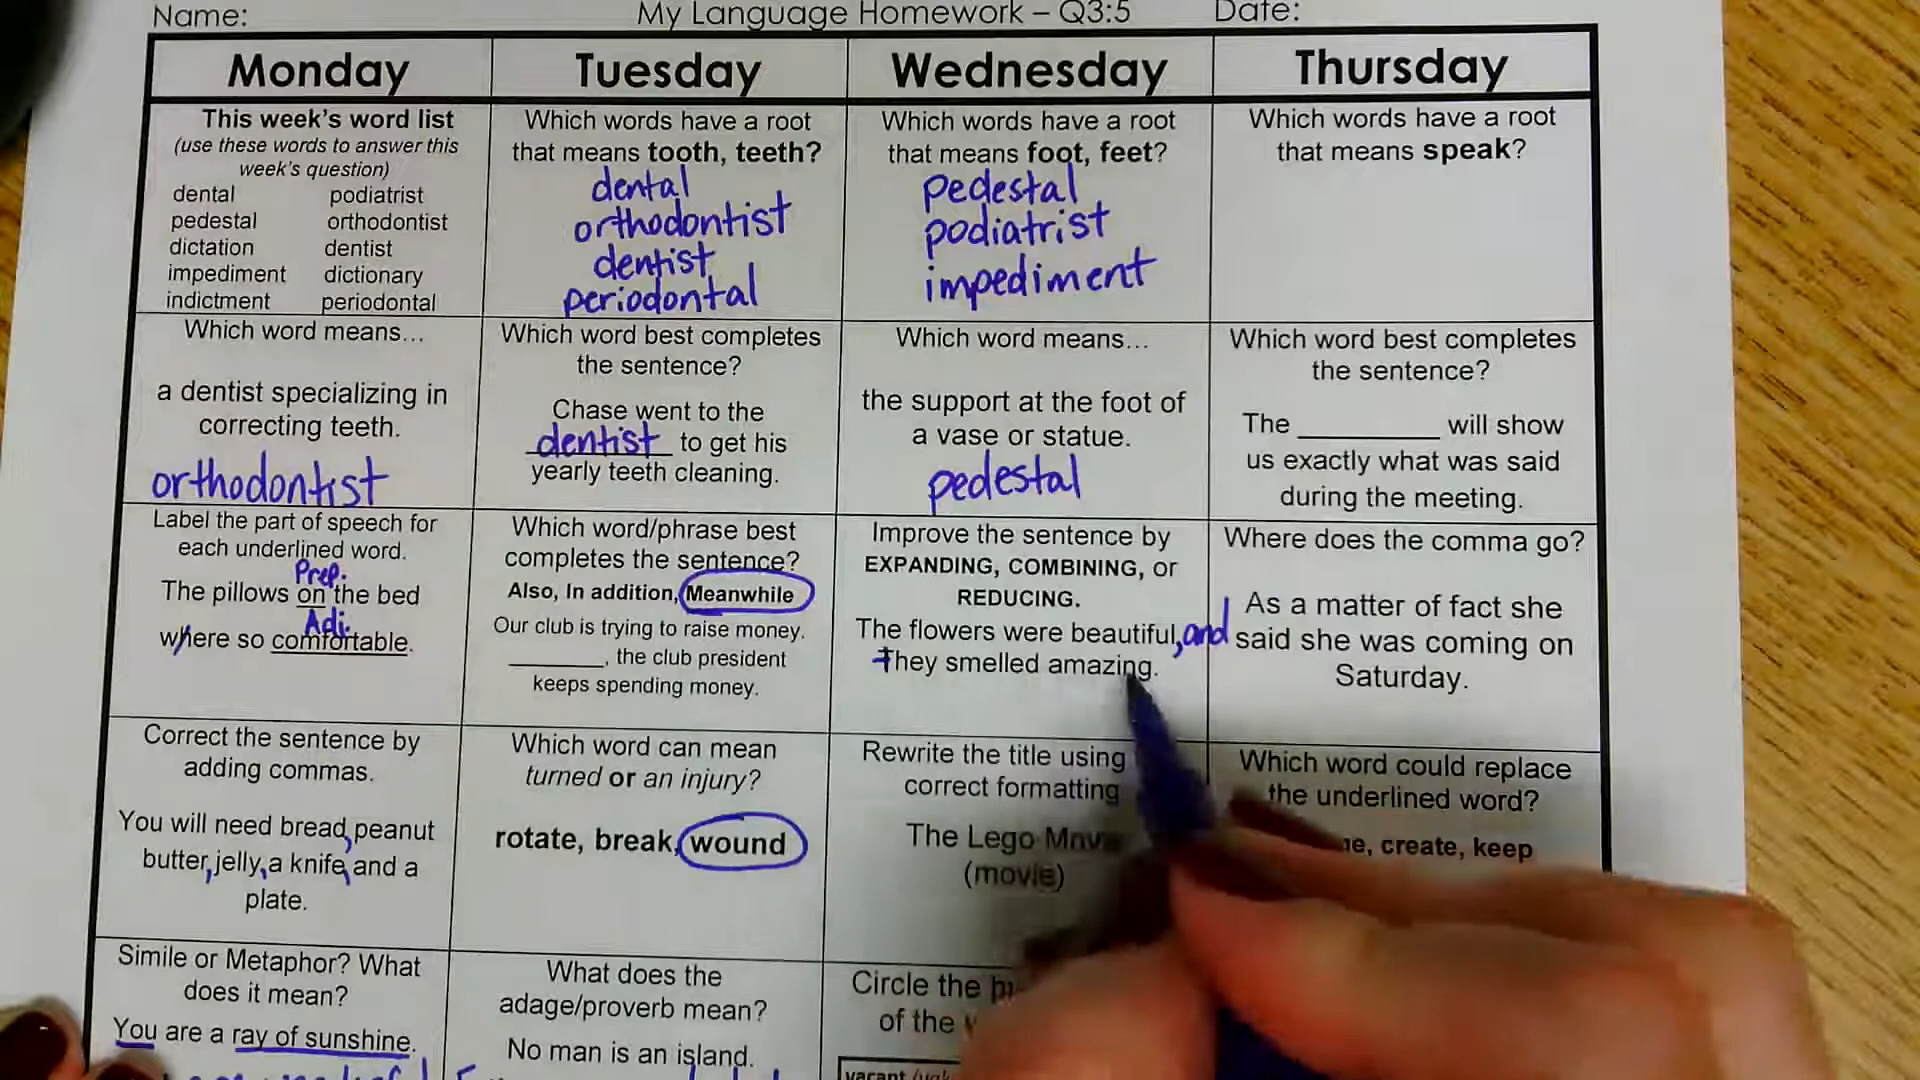 Name: My Language Homework – Q3:5 Date:
Monday Tuesday Wednesday Thursday
This week's word list
(use these words to answer this
week's question)
dental podiatrist
pedestal orthodontist
dictation dentist
impediment dictionary
indictment periodontal
Which words have a root
that means tooth, teeth?
dental
orthodontist
dentist
periodontal
Which words have a root
that means foot, feet?
pedestal
podiatrist
impediment
Which words have a root
that means speak?
Which word means...
a dentist specializing in
correcting teeth.
orthodontist
Which word best completes
the sentence?
Chase went to the
dentist to get his
yearly teeth cleaning.
Which word means...
the support at the foot of
a vase or statue.
pedestal
Which word best completes
the sentence?
The __________ will show
us exactly what was said
during the meeting.
Label the part of speech for
each underlined word.
Prep.
The pillows on the bed
Adj.
where so comfortable.
Which word/phrase best
completes the sentence?
Also, In addition, Meanwhile
Our club is trying to raise money.
________, the club president
keeps spending money.
Improve the sentence by
EXPANDING, COMBINING, or
REDUCING.
The flowers were beautiful, and
They smelled amazing.
Where does the comma go?
As a matter of fact she
said she was coming on
Saturday.
Correct the sentence by
adding commas.
You will need bread, peanut
butter, jelly, a knife, and a
plate.
Which word can mean
turned or an injury?
rotate, break, wound
Rewrite the title using
correct formatting
The Lego Movie
(movie)
Which word could replace
the underlined word?
create, keep
Simile or Metaphor? What
does it mean?
You are a ray of sunshine.
What does the
adage/proverb mean?
No man is an island.
Circle the
of the
vacant